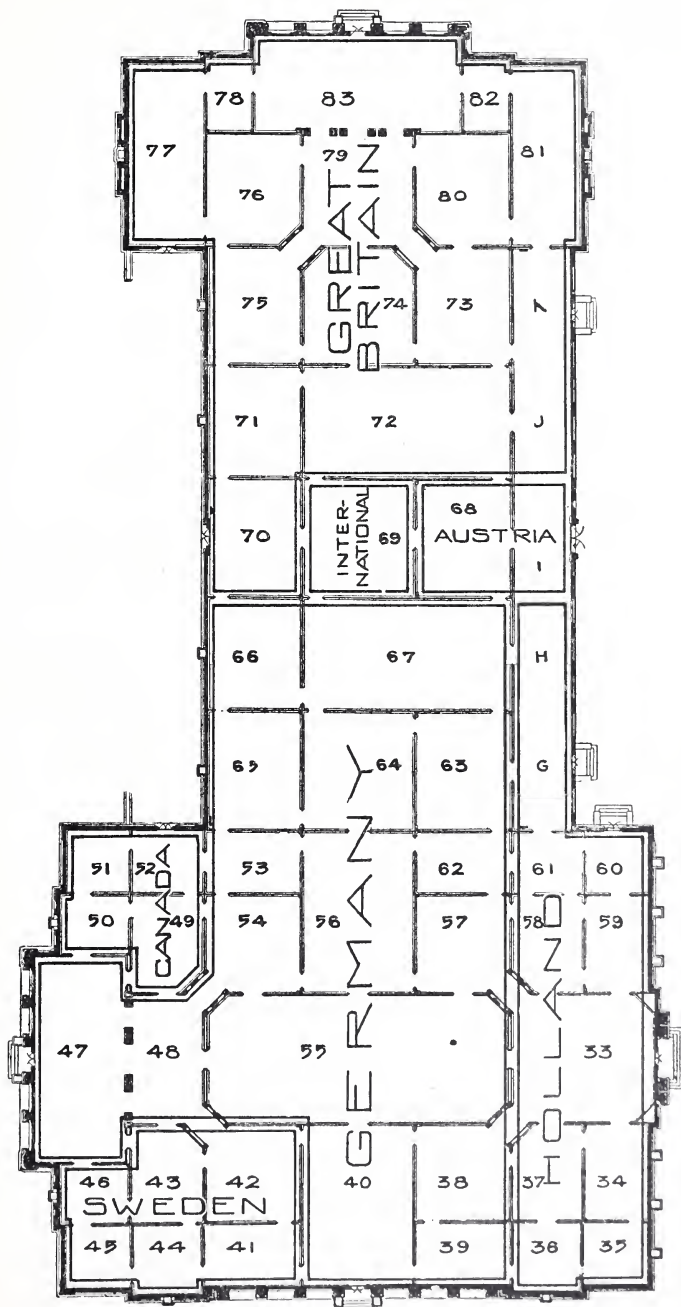 78 83 82
77 79 81
76 80
GREAT
BRITAIN
75 74 73 K
71 72 J
68
70 INTER-
NATIONAL 69 AUSTRIA
I
66 67 H
65 64 63 G
51 52 53 62 61 60
50 49 54 56 57 58 59
CANADA
GERMANY
HOLLAND
47 48 55 33
46 43 42 40 38 37 34
SWEDEN
45 44 41 39 36 35